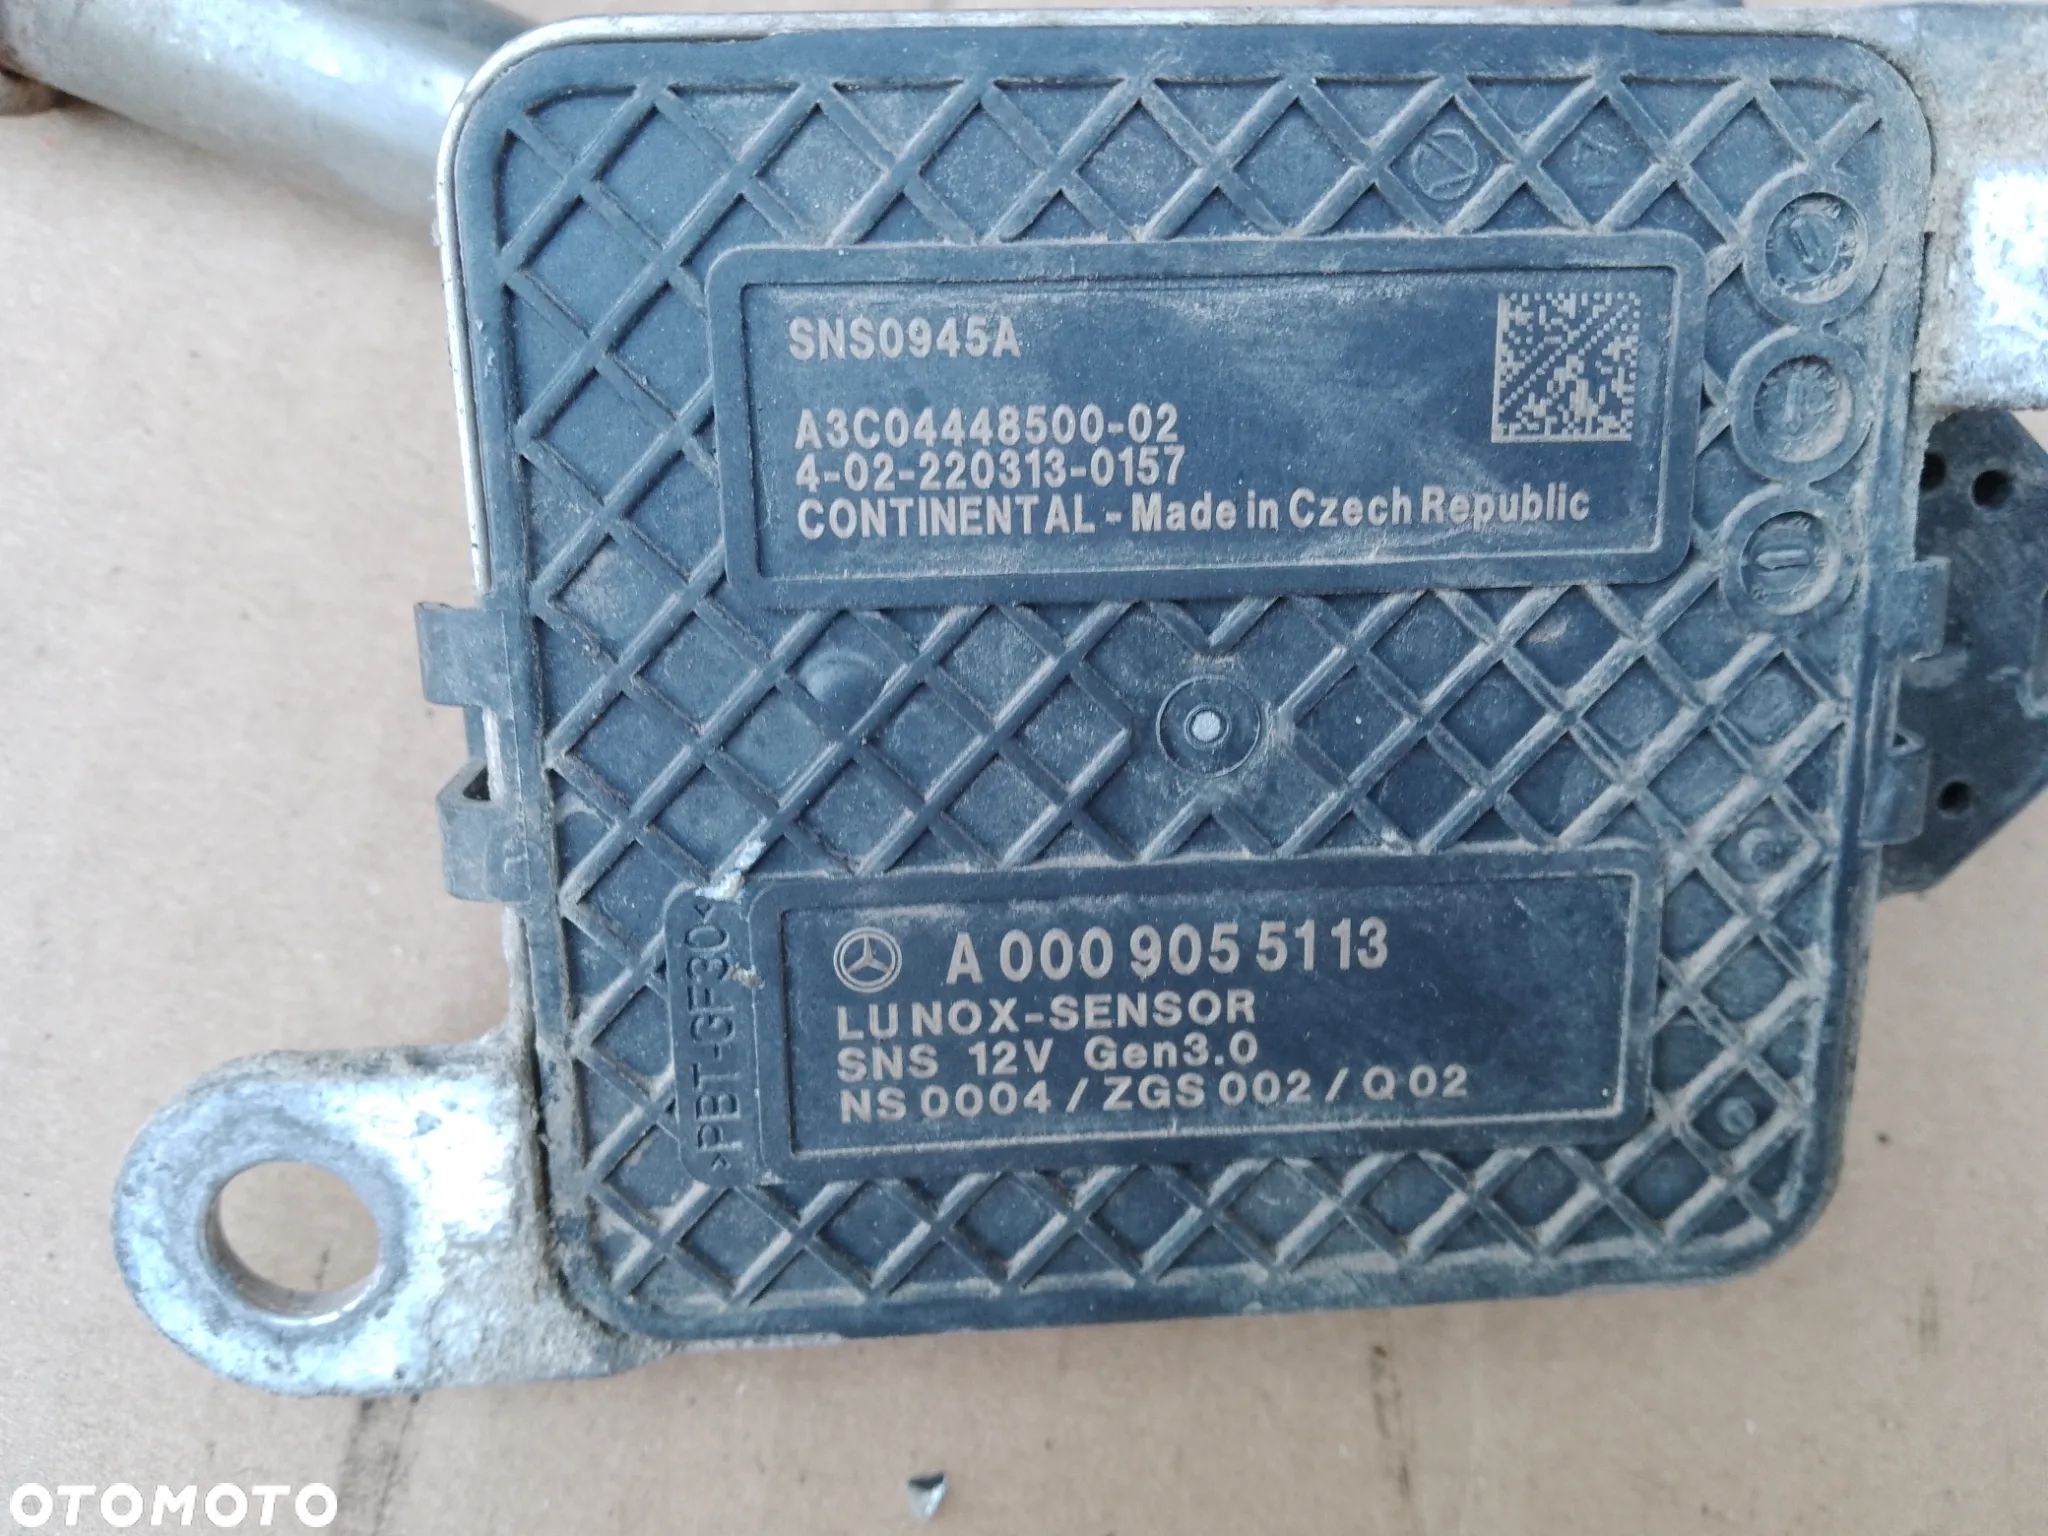 SNS0945A
A3C04448500-02
4-02-220313-0157
CONTINENTAL - Made in Czech Republic
>PBT-GF30<
A 000 905 5113
LU NOX-SENSOR
SNS 12V Gen3.0
NS 0004 / ZGS 002 / Q 02
OTOMOTO